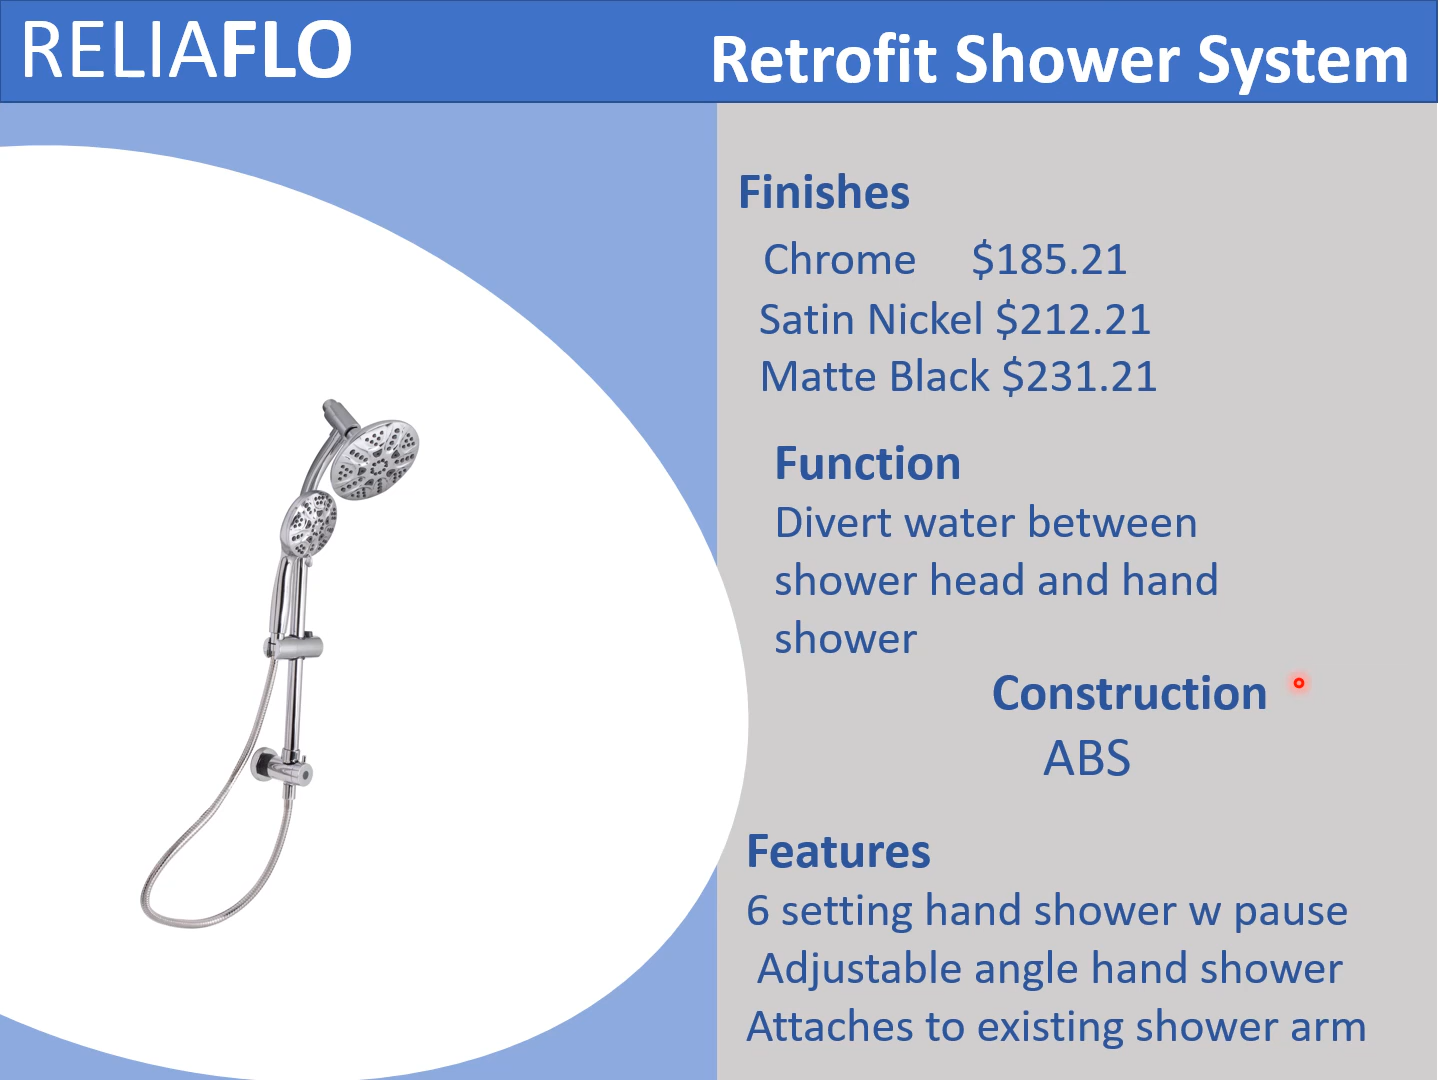 RELIAFLO
Retrofit Shower System
Finishes
Chrome $185.21
Satin Nickel $212.21
Matte Black $231.21
Function
Divert water between
shower head and hand
shower
Construction
ABS
Features
6 setting hand shower w pause
Adjustable angle hand shower
Attaches to existing shower arm